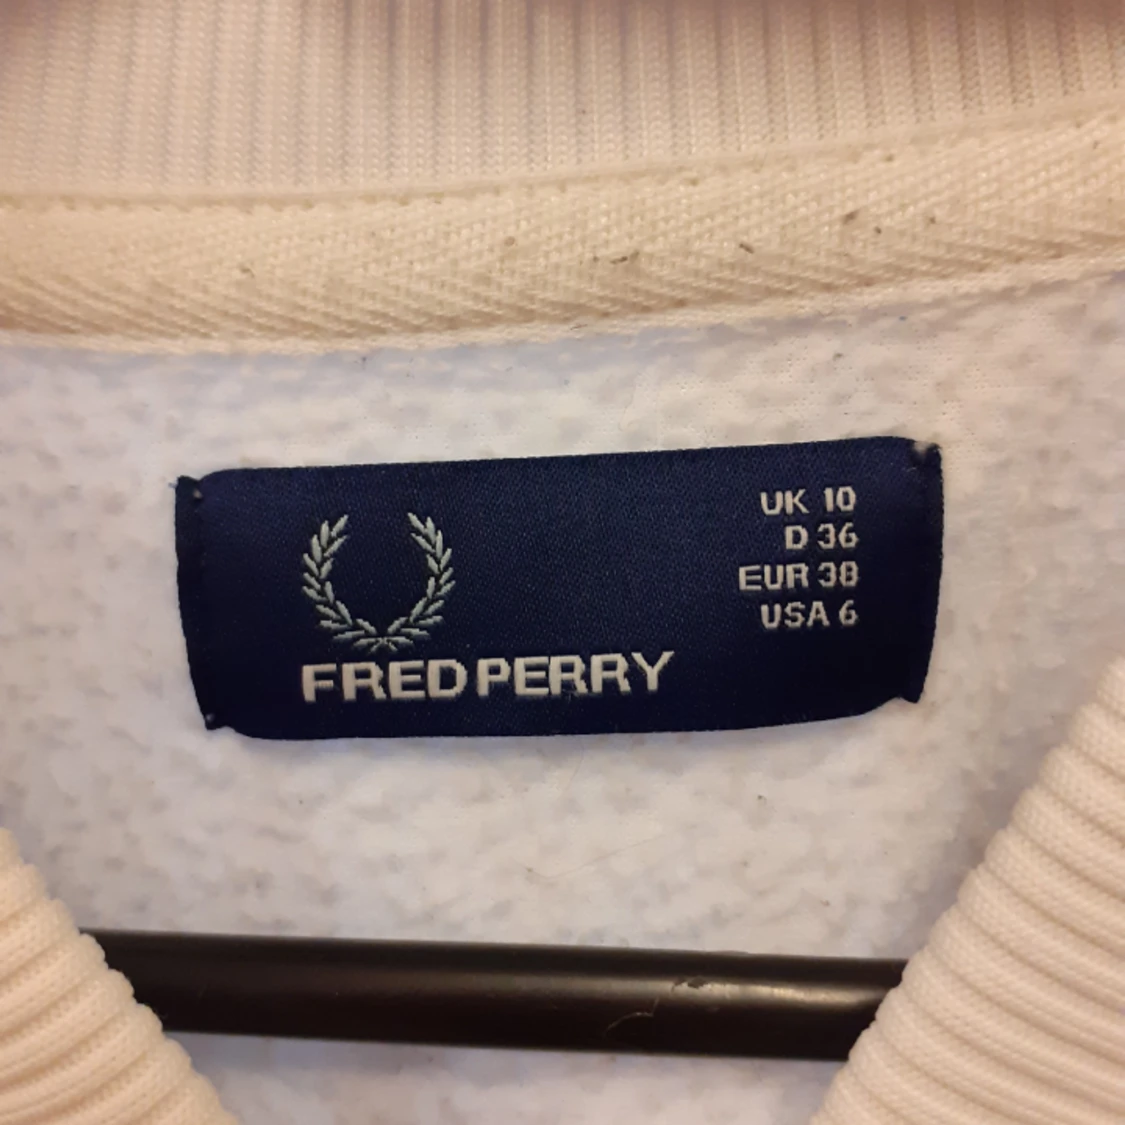 UK 10
D 36
EUR 38
USA 6
FRED PERRY